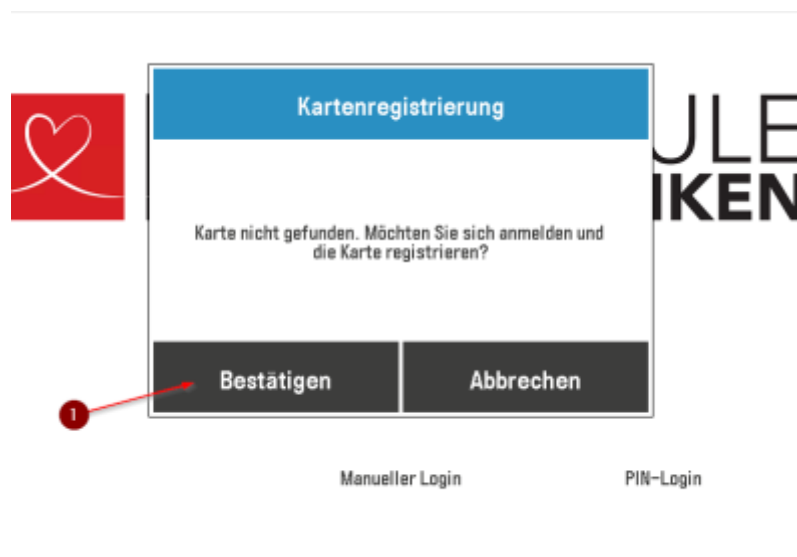 Kartenregistrierung
Karte nicht gefunden. Möchten Sie sich anmelden und
die Karte registrieren?
Bestätigen
Abbrechen
1
Manueller Login
PIN-Login